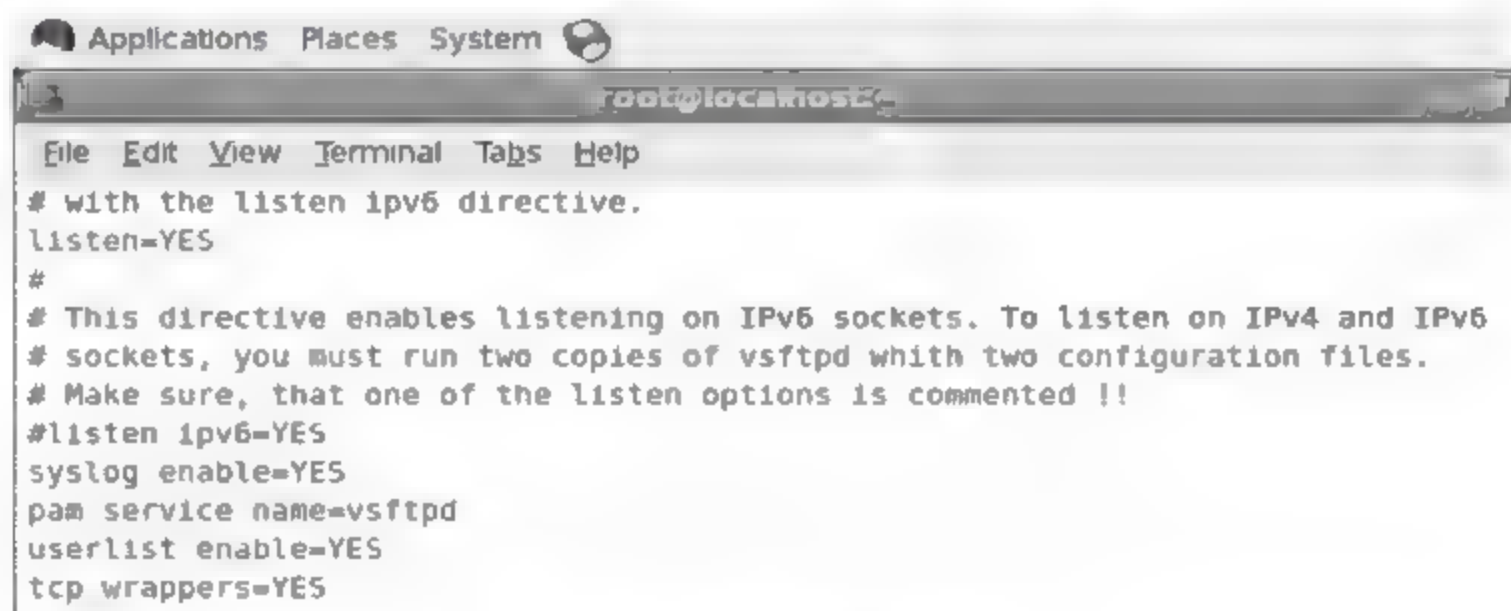 Applications Places System
root@localhost:~
File Edit View Terminal Tabs Help
# with the listen ipv6 directive.
listen=YES
#
# This directive enables listening on IPv6 sockets. To listen on IPv4 and IPv6
# sockets, you must run two copies of vsftpd whith two configuration files.
# Make sure, that one of the listen options is commented !!
#listen ipv6=YES
syslog enable=YES
pam service name=vsftpd
userlist enable=YES
tcp wrappers=YES